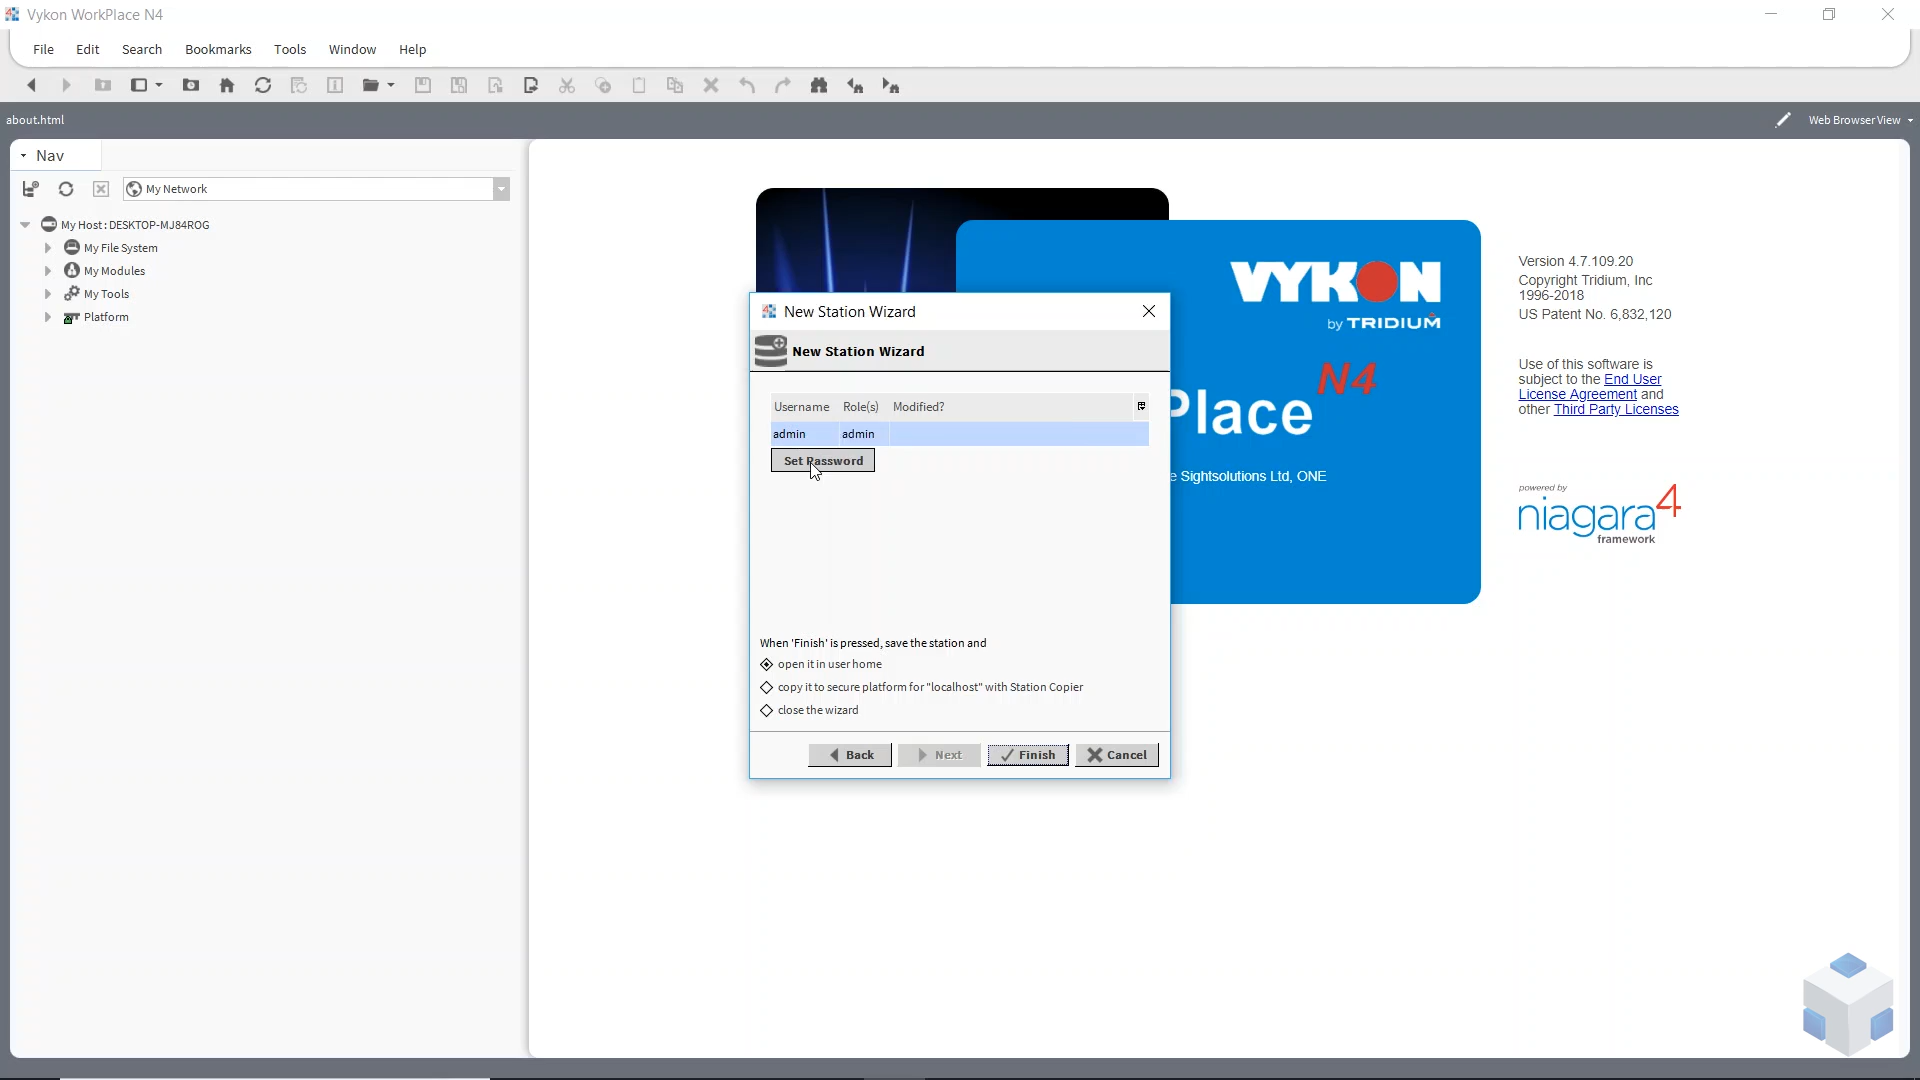 Vykon WorkPlace N4
File Edit Search Bookmarks Tools Window Help
about.html
Web Browser View
Nav
My Network
My Host : DESKTOP-MJ84ROG
My File System
My Modules
My Tools
Platform
VYKON
by TRIDIUM
N4
Place
e Sightsolutions Ltd, ONE
Version 4.7.109.20
Copyright Tridium, Inc
1996-2018
US Patent No. 6,832,120
Use of this software is
subject to the End User
License Agreement and
other Third Party Licenses
powered by
niagara4
framework
New Station Wizard
New Station Wizard
Username Role(s) Modified?
admin admin
Set Password
When 'Finish' is pressed, save the station and
open it in user home
copy it to secure platform for "localhost" with Station Copier
close the wizard
Back Next Finish Cancel